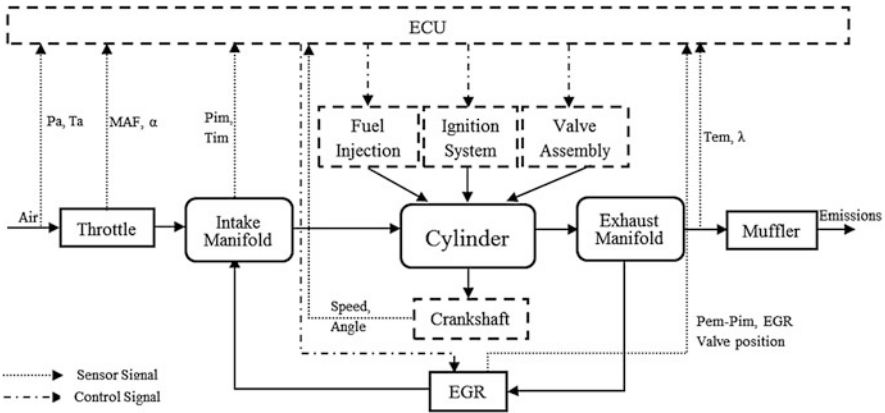 ECU
Pa, Ta
MAF, α
Pim,
Tim
Fuel
Injection
Ignition
System
Valve
Assembly
Tem, λ
Air
Throttle
Intake
Manifold
Cylinder
Exhaust
Manifold
Muffler
Emissions
Speed,
Angle
Crankshaft
Pem-Pim, EGR
Valve position
EGR
Sensor Signal
Control Signal